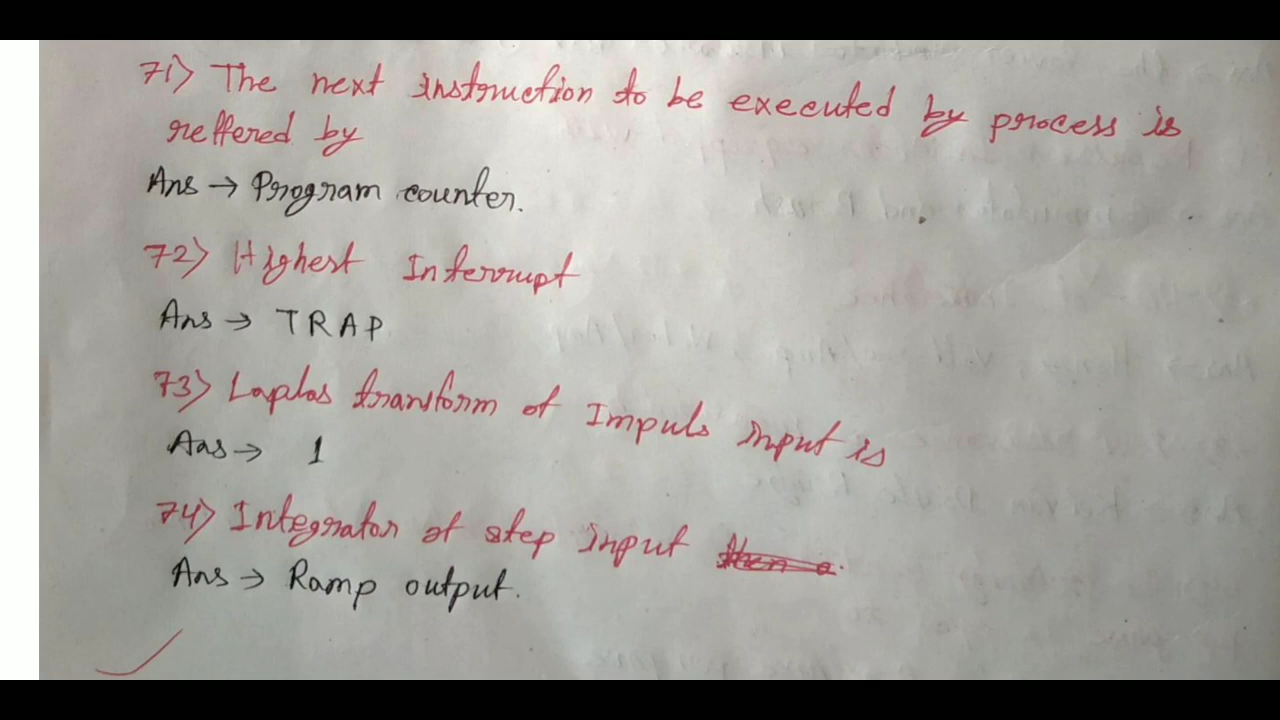 71) The next instruction to be executed by process is
reffered by
Ans → Program counter.
72) Highest Interrupt
Ans → TRAP
73) Laplas transform of Impuls input is
Ans → 1
74) Integrator of step input
Ans → Ramp output.